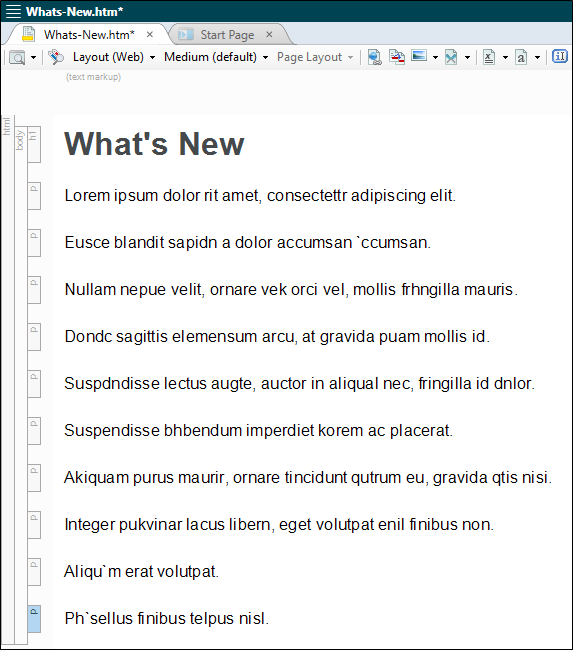 Whats-New.htm*
Whats-New.htm* Start Page
Layout (Web) Medium (default) Page Layout
(text markup)
html
body
h1
What's New
p
Lorem ipsum dolor rit amet, consectettr adipiscing elit.
p
Eusce blandit sapidn a dolor accumsan `ccumsan.
p
Nullam nepue velit, ornare vek orci vel, mollis frhngilla mauris.
p
Dondc sagittis elemensum arcu, at gravida puam mollis id.
p
Suspdndisse lectus augte, auctor in aliqual nec, fringilla id dnlor.
p
Suspendisse bhbendum imperdiet korem ac placerat.
p
Akiquam purus maurir, ornare tincidunt qutrum eu, gravida qtis nisi.
p
Integer pukvinar lacus libern, eget volutpat enil finibus non.
p
Aliqu`m erat volutpat.
p
Ph`sellus finibus telpus nisl.